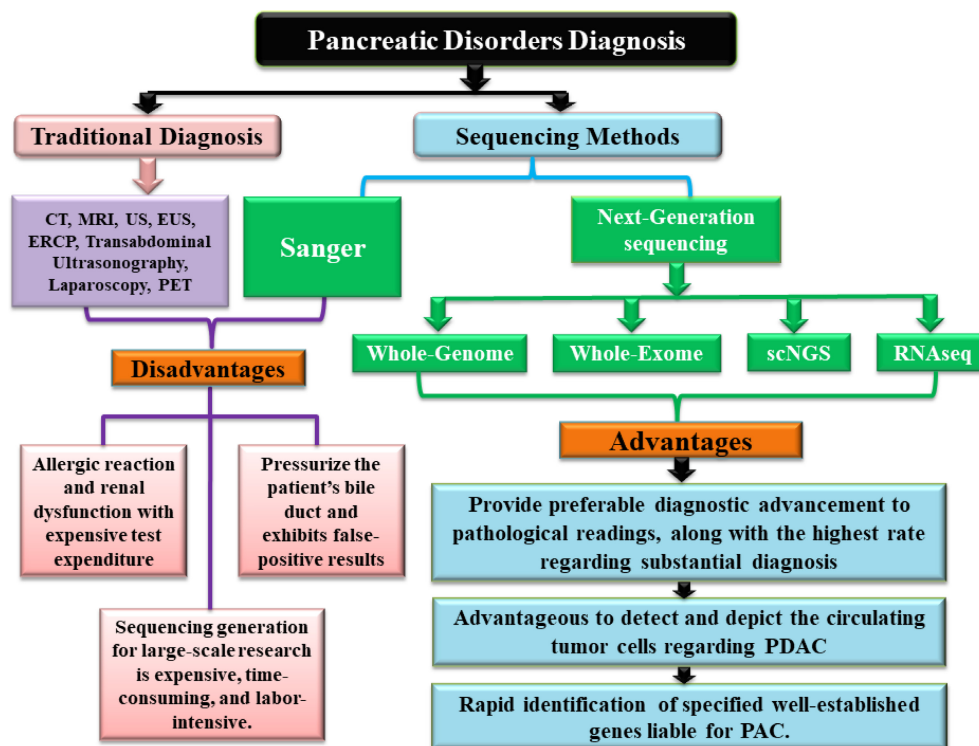 Pancreatic Disorders Diagnosis
Traditional Diagnosis
Sequencing Methods
CT, MRI, US, EUS,
ERCP, Transabdominal
Ultrasonography,
Laparoscopy, PET
Sanger
Next-Generation
sequencing
Whole-Genome
Whole-Exome
scNGS
RNAseq
Disadvantages
Advantages
Allergic reaction
and renal
dysfunction with
expensive test
expenditure
Pressurize the
patient's bile
duct and
exhibits false-
positive results
Sequencing generation
for large-scale research
is expensive, time-
consuming, and labor-
intensive.
Provide preferable diagnostic advancement to
pathological readings, along with the highest rate
regarding substantial diagnosis
Advantageous to detect and depict the circulating
tumor cells regarding PDAC
Rapid identification of specified well-established
genes liable for PAC.